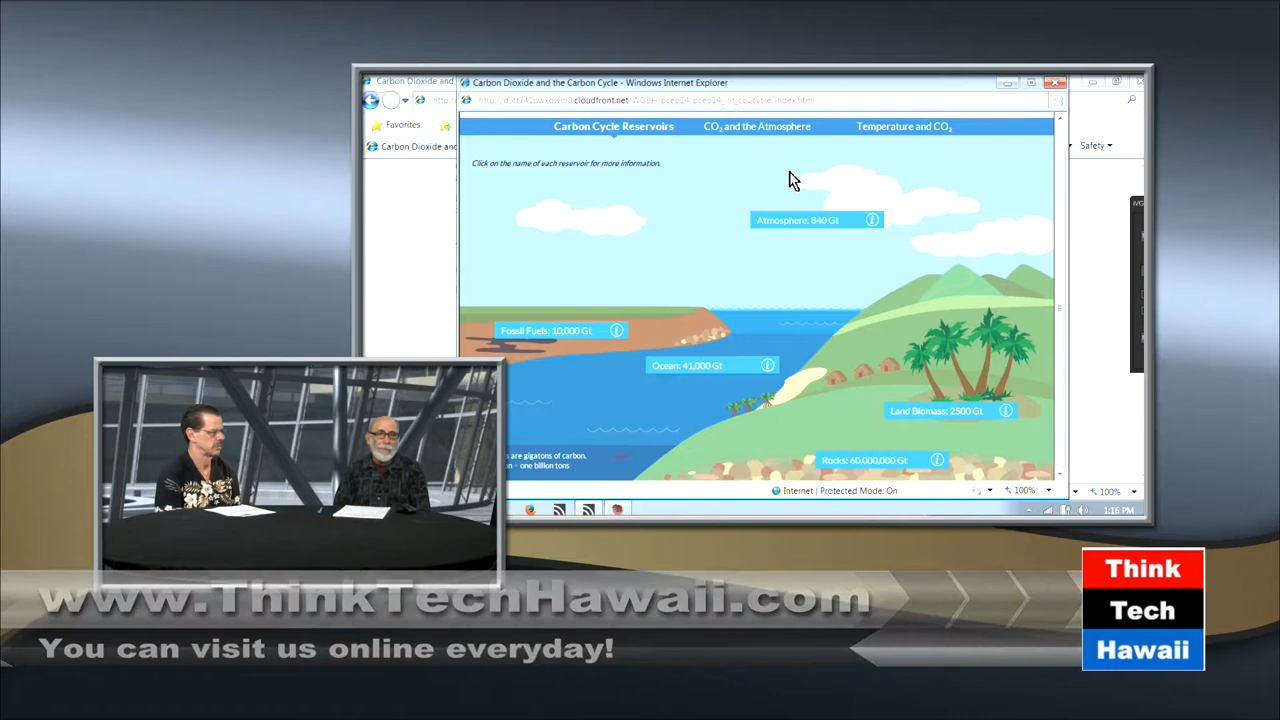 Carbon Dioxide and
Carbon Dioxide and the Carbon Cycle - Windows Internet Explorer
cloudfront.net
Favorites
Carbon Dioxide and
Safety
Carbon Cycle Reservoirs
CO₂ and the Atmosphere
Temperature and CO₂
Click on the name of each reservoir for more information.
Atmosphere: 840 Gt
Fossil Fuels: 10,000 Gt
Ocean: 41,000 Gt
Land Biomass: 2500 Gt
Rocks: 60,000,000 Gt
s are gigatons of carbon.
on = one billion tons
Internet | Protected Mode: On
100%
100%
1:16 PM
www.ThinkTechHawaii.com
You can visit us online everyday!
Think
Tech
Hawaii